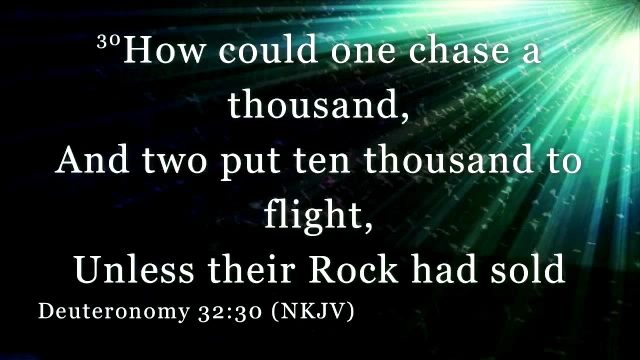 ³⁰How could one chase a
thousand,
And two put ten thousand to
flight,
Unless their Rock had sold
Deuteronomy 32:30 (NKJV)